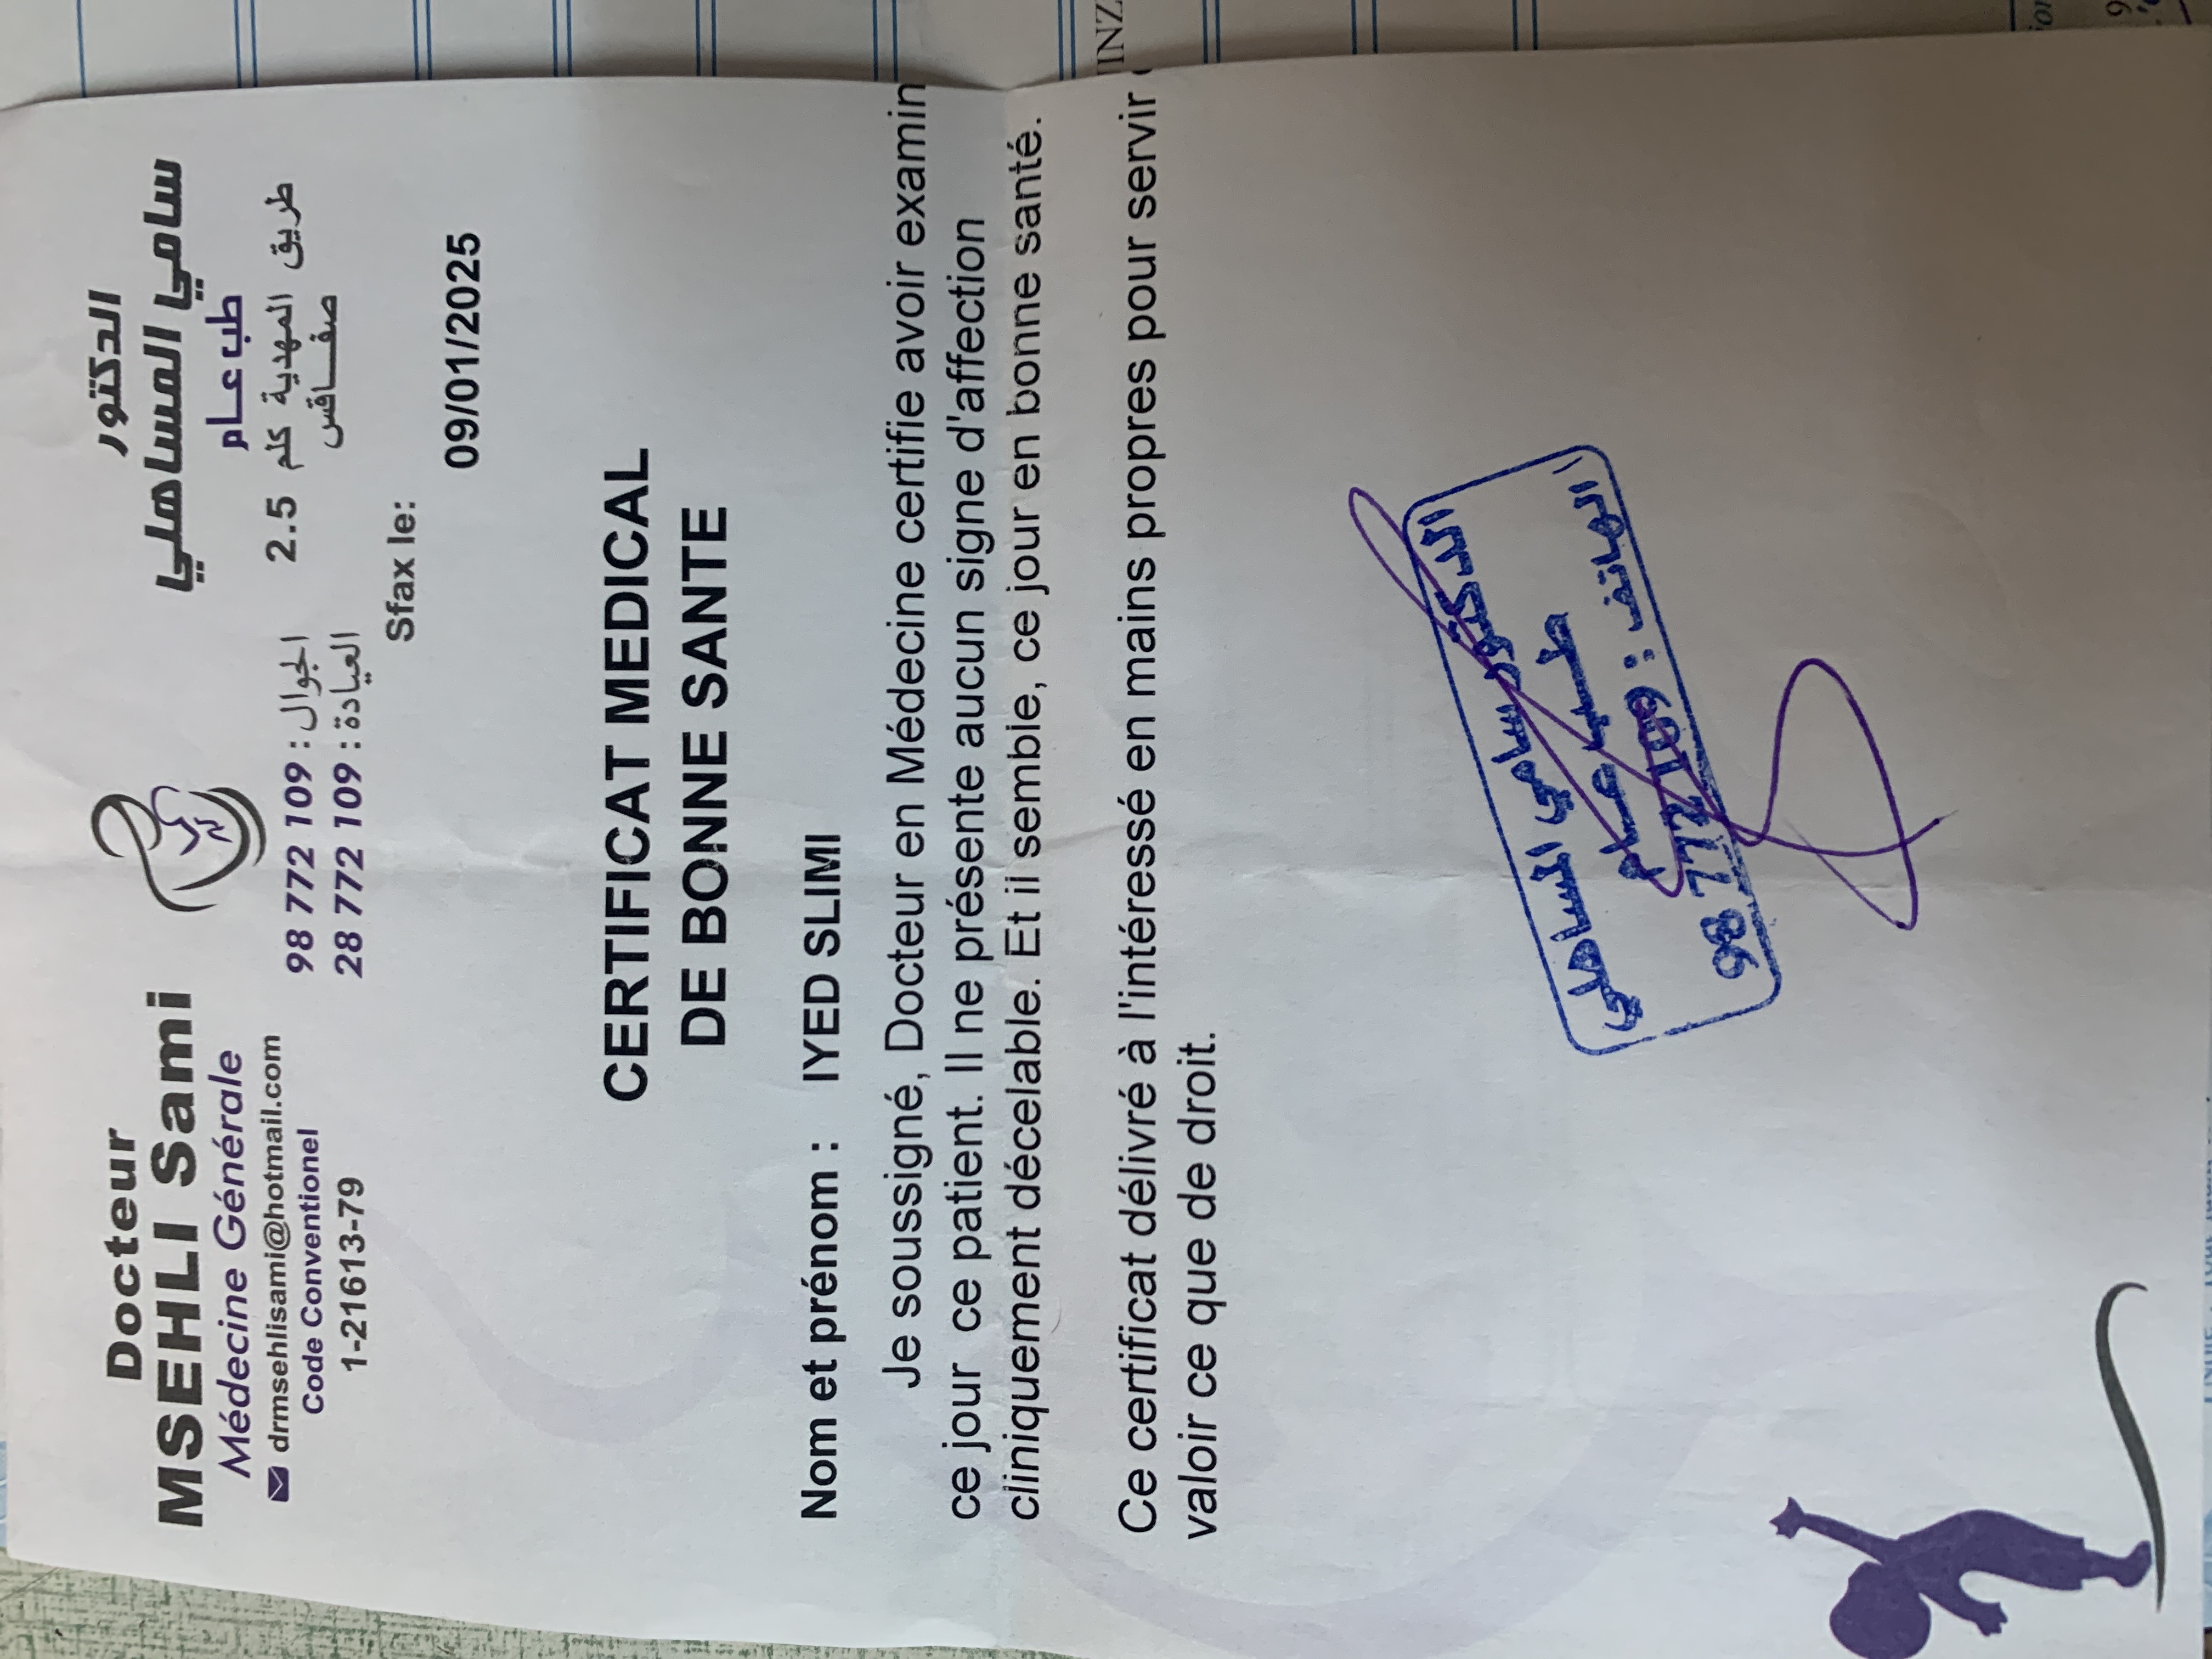 Docteur
MSEHLI Sami
Médecine Générale
drmsehlisami@hotmail.com
Code Conventionel
1-21613-79
98 772 109 : الجوال
28 772 109 : العيادة
الدكتور
سامي المساهلي
طب عام
طريق المهدية كلم 2.5
صفاقس
Sfax le:
09/01/2025
CERTIFICAT MEDICAL
DE BONNE SANTE
Nom et prénom : IYED SLIMI
Je soussigné, Docteur en Médecine certifie avoir examin
ce jour ce patient. Il ne présente aucun signe d'affection
cliniquement décelable. Et il semble, ce jour en bonne santé.
Ce certificat délivré à l'intéressé en mains propres pour servir
valoir ce que de droit.
الدكتور سامي المساهلي
طبيب عام
الهاتف : 98 772 109
INZ